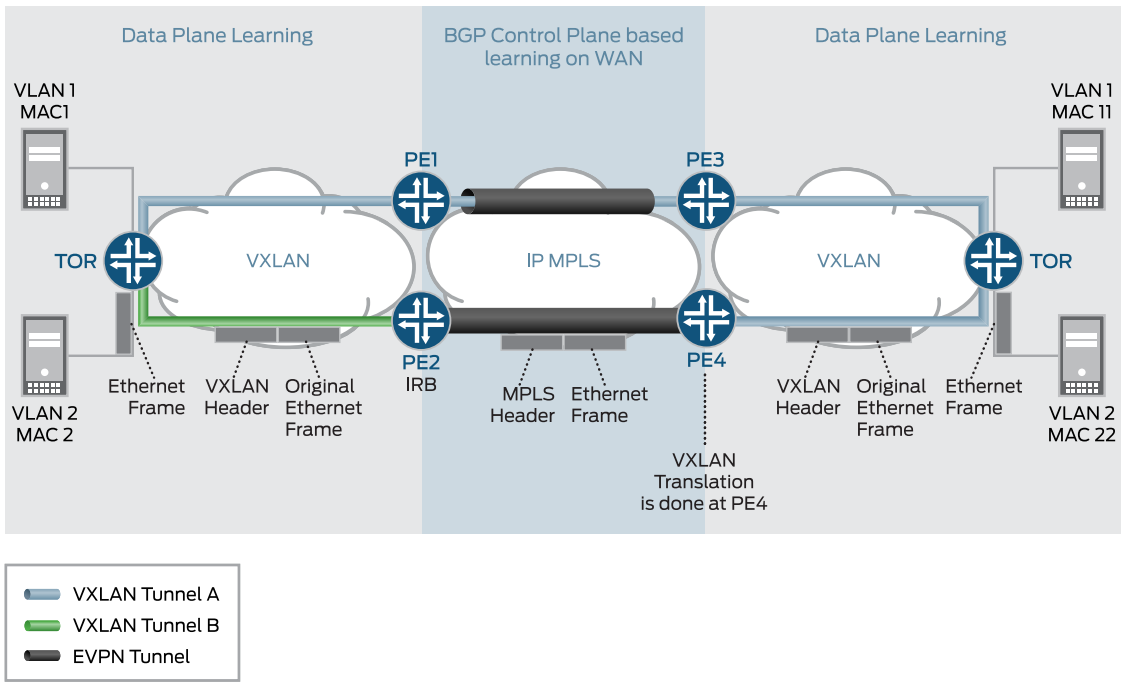 Data Plane Learning
BGP Control Plane based
learning on WAN
Data Plane Learning
VLAN 1
MAC1
VLAN 1
MAC 11
PE1
PE3
TOR
VXLAN
IP MPLS
VXLAN
TOR
PE2
IRB
PE4
VLAN 2
MAC 2
Ethernet
Frame
VXLAN
Header
Original
Ethernet
Frame
MPLS
Header
Ethernet
Frame
VXLAN
Header
Original
Ethernet
Frame
Ethernet
Frame
VLAN 2
MAC 22
VXLAN
Translation
is done at PE4
VXLAN Tunnel A
VXLAN Tunnel B
EVPN Tunnel